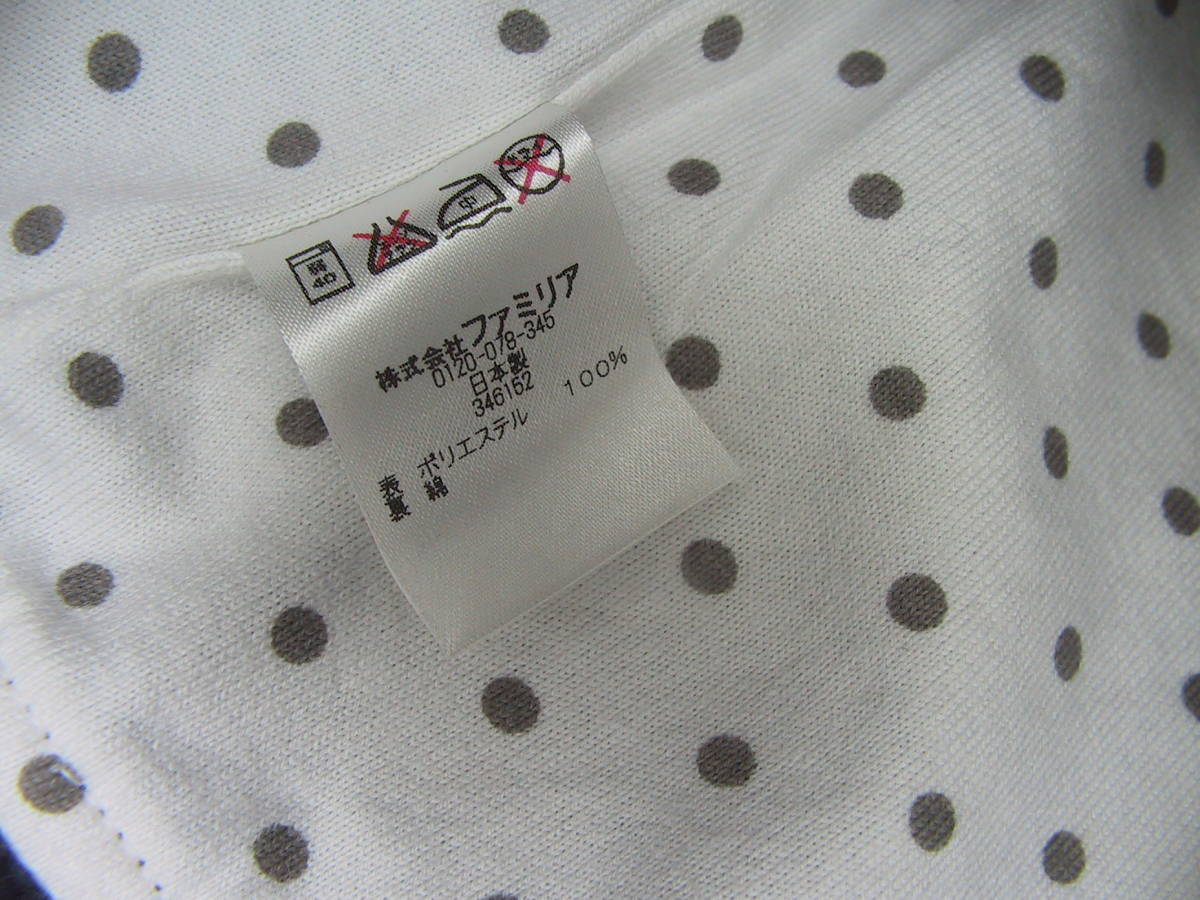 弱
40
中
株式会社ファミリア
0120-078-345
日本製
346152
表 ポリエステル 100%
裏 綿